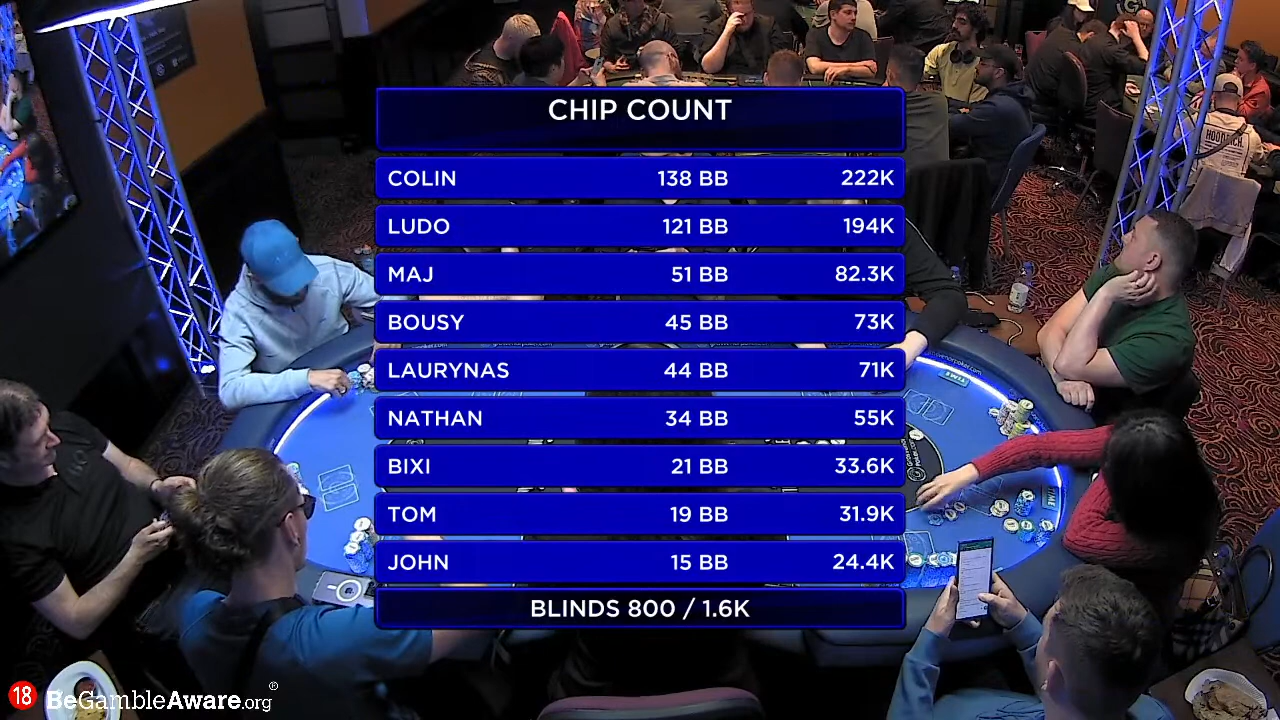 CHIP COUNT
COLIN 138 BB 222K
LUDO 121 BB 194K
MAJ 51 BB 82.3K
BOUSY 45 BB 73K
LAURYNAS 44 BB 71K
NATHAN 34 BB 55K
BIXI 21 BB 33.6K
TOM 19 BB 31.9K
JOHN 15 BB 24.4K
BLINDS 800 / 1.6K
18 BeGambleAware.org®